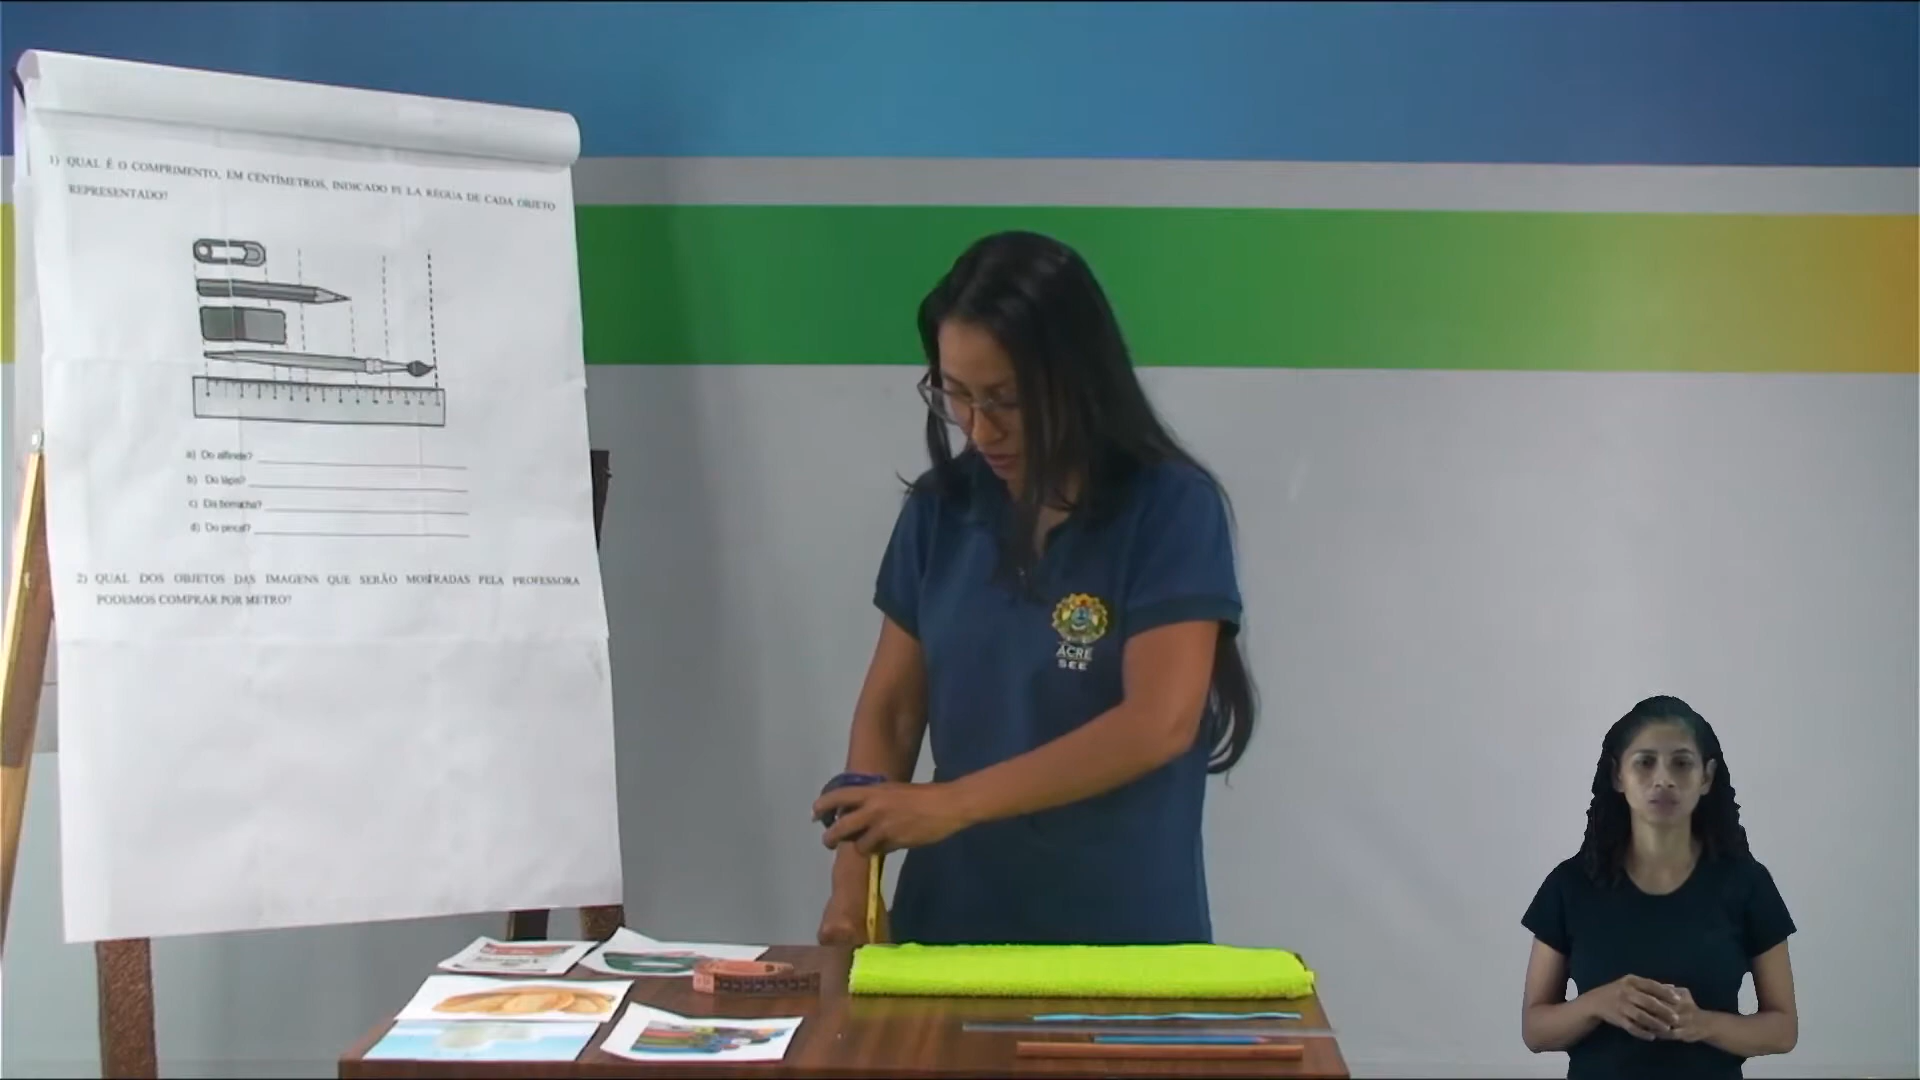 1) QUAL É O COMPRIMENTO, EM CENTÍMETROS, INDICADO PELA RÉGUA DE CADA OBJETO
REPRESENTADO?
a) Do alfinete?
b) Do lápis?
c) Da borracha?
d) Do pincel?
2) QUAL DOS OBJETOS DAS IMAGENS QUE SERÃO MOSTRADAS PELA PROFESSORA
PODEMOS COMPRAR POR METRO?
ACRE
SEE